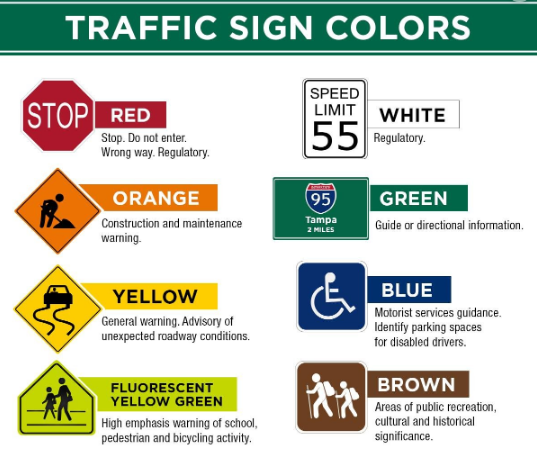 TRAFFIC SIGN COLORS
STOP
RED
Stop. Do not enter.
Wrong way. Regulatory.
SPEED
LIMIT
55
WHITE
Regulatory.
ORANGE
Construction and maintenance
warning.
95
Tampa
2 MILES
GREEN
Guide or directional information.
YELLOW
General warning. Advisory of
unexpected roadway conditions.
BLUE
Motorist services guidance.
Identify parking spaces
for disabled drivers.
FLUORESCENT
YELLOW GREEN
High emphasis warning of school,
pedestrian and bicycling activity.
BROWN
Areas of public recreation,
cultural and historical
significance.